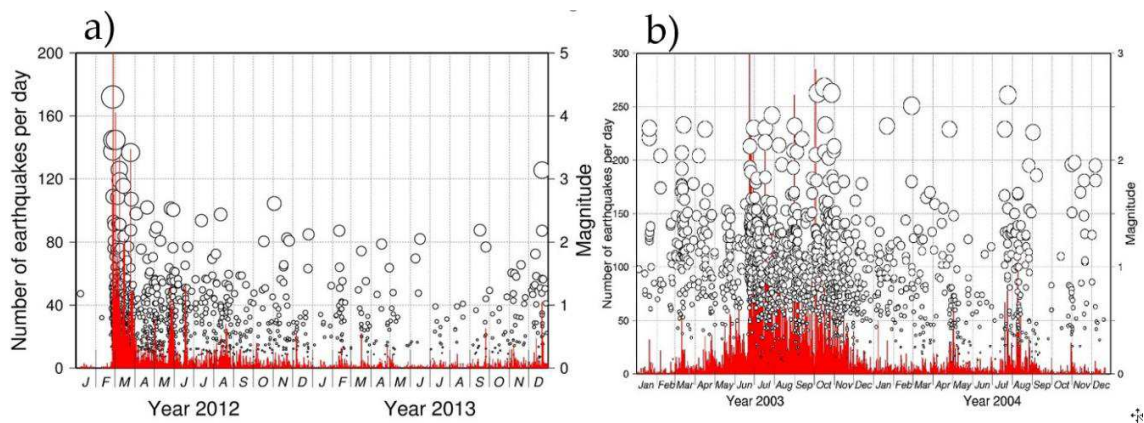 a)
200
160
120
80
40
0
Number of earthquakes per day
5
4
3
2
1
0
Magnitude
J F M A M J J A S O N D J F M A M J J A S O N D
Year 2012 Year 2013
b)
300
250
200
150
100
50
0
Number of earthquakes per day
3
2
1
0
Magnitude
Jan Feb Mar Apr May Jun Jul Aug Sep Oct Nov Dec Jan Feb Mar Apr May Jun Jul Aug Sep Oct Nov Dec
Year 2003 Year 2004